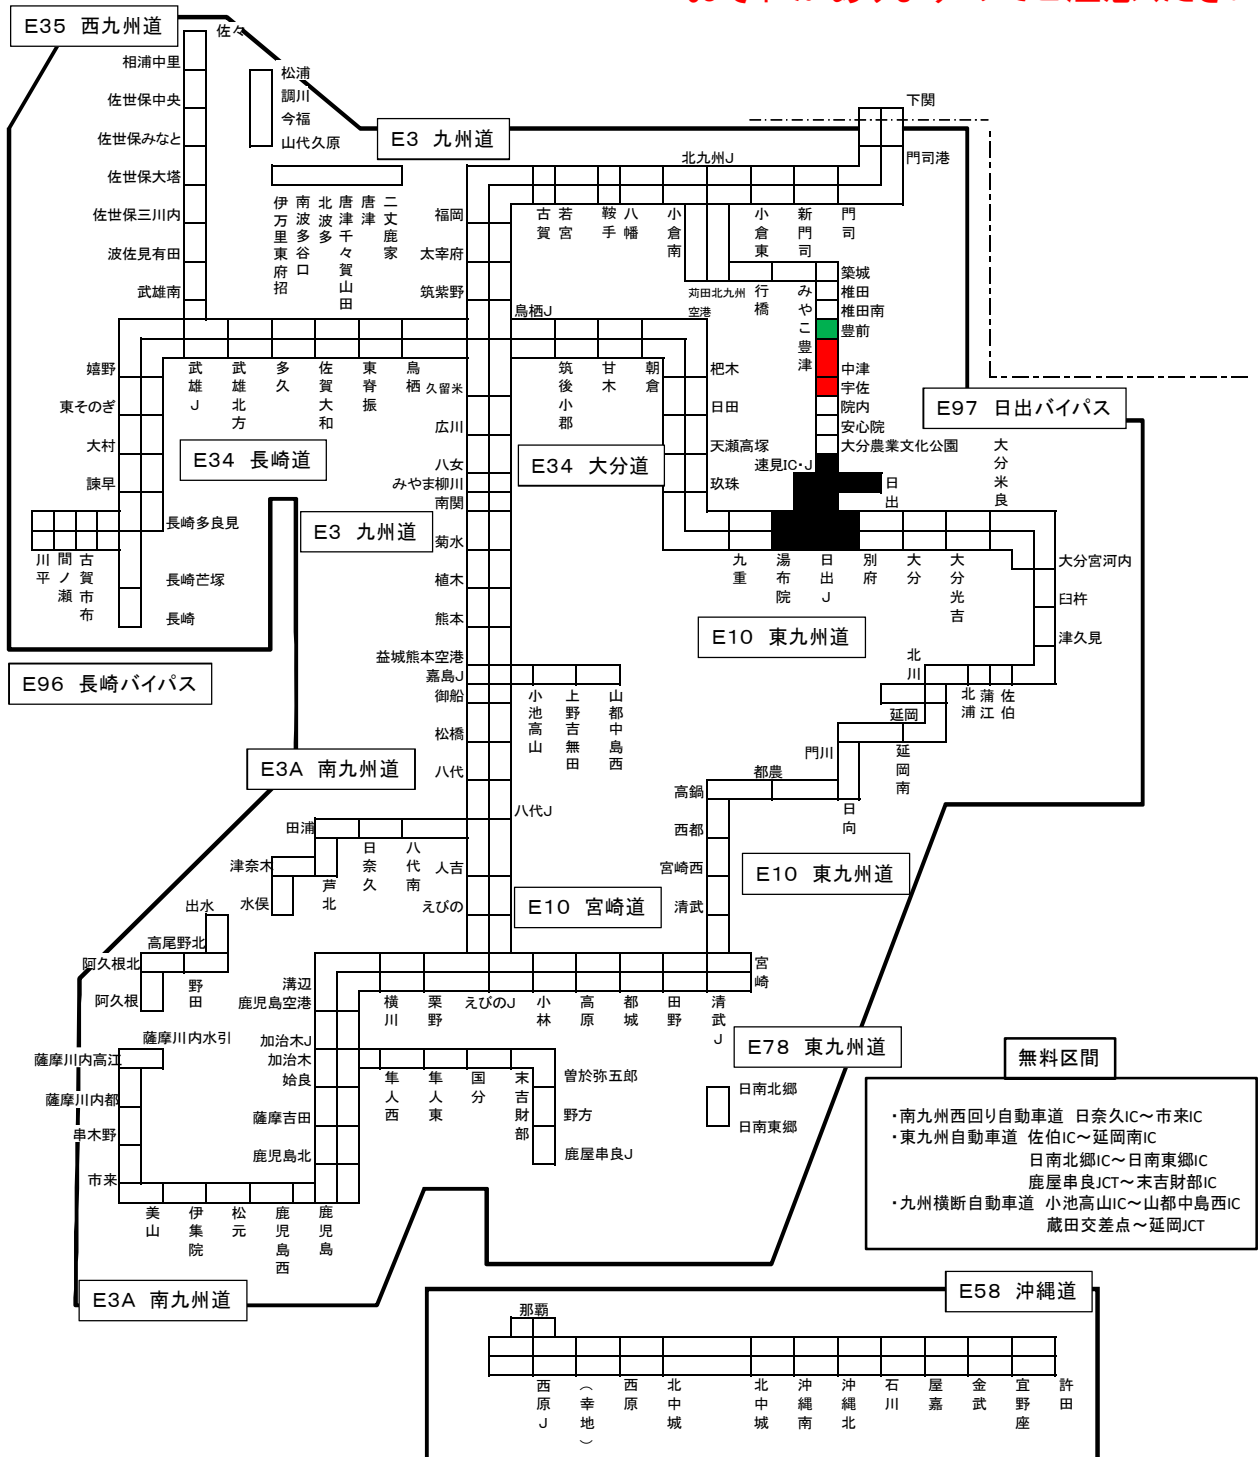 E35 西九州道
佐々
相浦中里
佐世保中央
佐世保みなと
佐世保大塔
佐世保三川内
波佐見有田
武雄南
松浦
調川
今福
山代久原
伊万里東府招
南波多谷口
北波多
唐津千々賀山田
唐津
二丈鹿家
E3 九州道
下関
門司港
北九州J
福岡
太宰府
筑紫野
鳥栖J
古賀
若宮
鞍手
八幡
小倉南
小倉東
新門司
門司
苅田北九州空港
行橋
みやこ豊津
築城
椎田
椎田南
豊前
中津
宇佐
院内
安心院
大分農業文化公園
速見IC・J
日出
E97 日出バイパス
嬉野
東そのぎ
大村
諫早
長崎多良見
長崎芒塚
長崎
川平
間ノ瀬
古賀市布
武雄J
武雄北方
多久
佐賀大和
東脊振
鳥栖
E34 長崎道
久留米
広川
八女
みやま柳川
南関
菊水
植木
熊本
益城熊本空港
嘉島J
御船
松橋
八代
八代J
人吉
えびの
E3 九州道
筑後小郡
甘木
朝倉
杷木
日田
天瀬高塚
玖珠
E34 大分道
九重
湯布院
日出J
別府
大分
大分光吉
大分米良
大分宮河内
臼杵
津久見
E10 東九州道
佐伯
蒲江
北浦
北川
延岡
延岡南
門川
日向
都農
高鍋
西都
宮崎西
清武
E10 東九州道
小池高山
上野吉無田
山都中島西
E96 長崎バイパス
E3A 南九州道
田浦
日奈久
八代南
津奈木
芦北
水俣
出水
高尾野北
阿久根北
野田
阿久根
薩摩川内水引
薩摩川内高江
薩摩川内都
串木野
市来
美山
伊集院
松元
鹿児島西
鹿児島
溝辺
鹿児島空港
加治木J
加治木
姶良
薩摩吉田
鹿児島北
E10 宮崎道
横川
栗野
えびのJ
小林
高原
都城
田野
清武J
宮崎
隼人西
隼人東
国分
末吉財部
曽於弥五郎
野方
鹿屋串良J
E78 東九州道
日南北郷
日南東郷
E3A 南九州道
無料区間
・南九州西回り自動車道 日奈久IC～市来IC
・東九州自動車道 佐伯IC～延岡南IC
日南北郷IC～日南東郷IC
鹿屋串良JCT～末吉財部IC
・九州横断自動車道 小池高山IC～山都中島西IC
蔵田交差点～延岡JCT
E58 沖縄道
那覇
西原J
（幸地）
西原
北中城
北中城
沖縄南
沖縄北
石川
屋嘉
金武
宜野座
許田